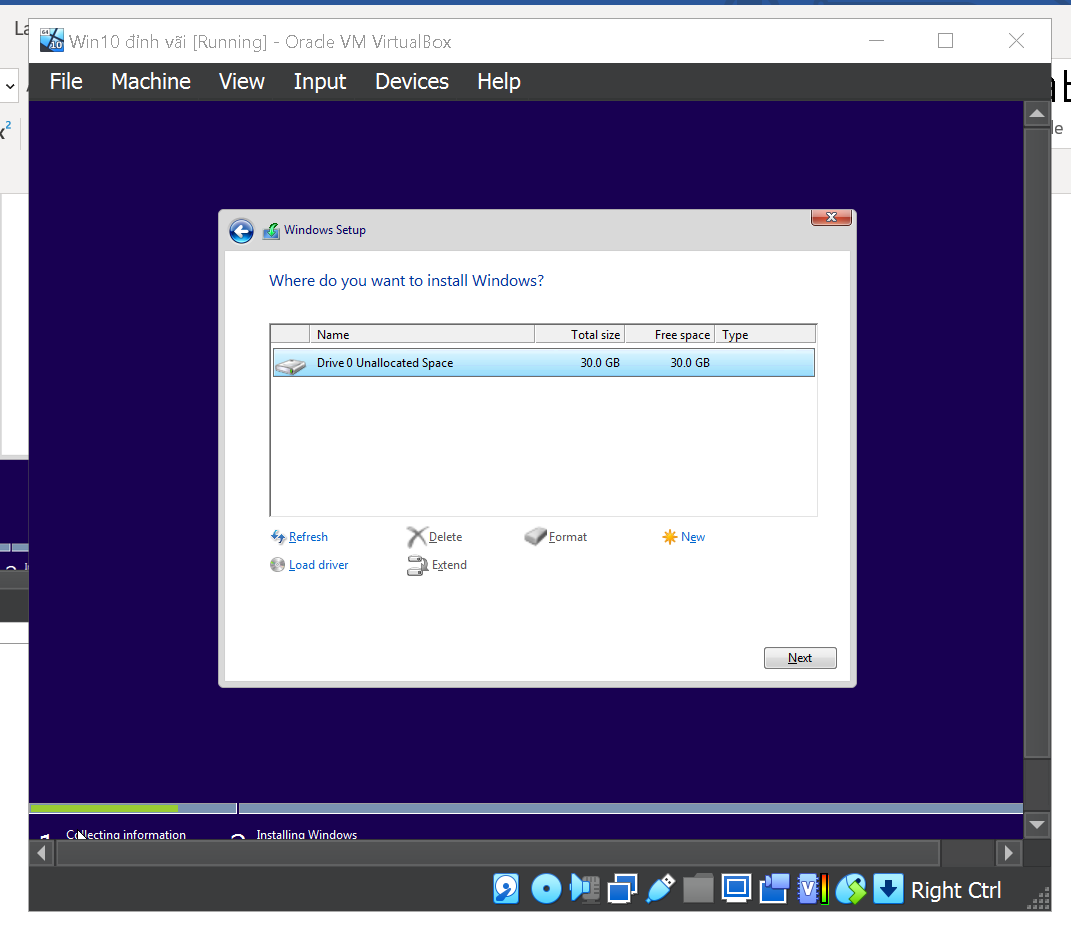 Win10 đỉnh vãi [Running] - Oracle VM VirtualBox
File Machine View Input Devices Help
Windows Setup
Where do you want to install Windows?
Name Total size Free space Type
Drive 0 Unallocated Space 30.0 GB 30.0 GB
Refresh Delete Format New
Load driver Extend
Next
Collecting information Installing Windows
Right Ctrl